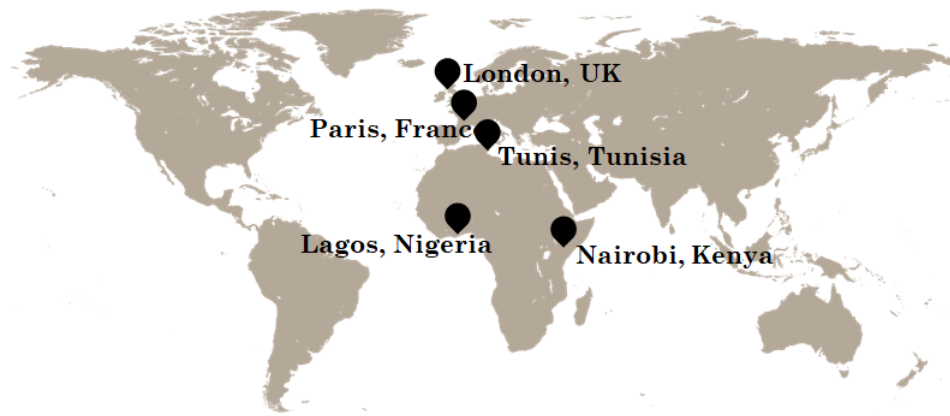 London, UK
Paris, Franc
Tunis, Tunisia
Lagos, Nigeria
Nairobi, Kenya